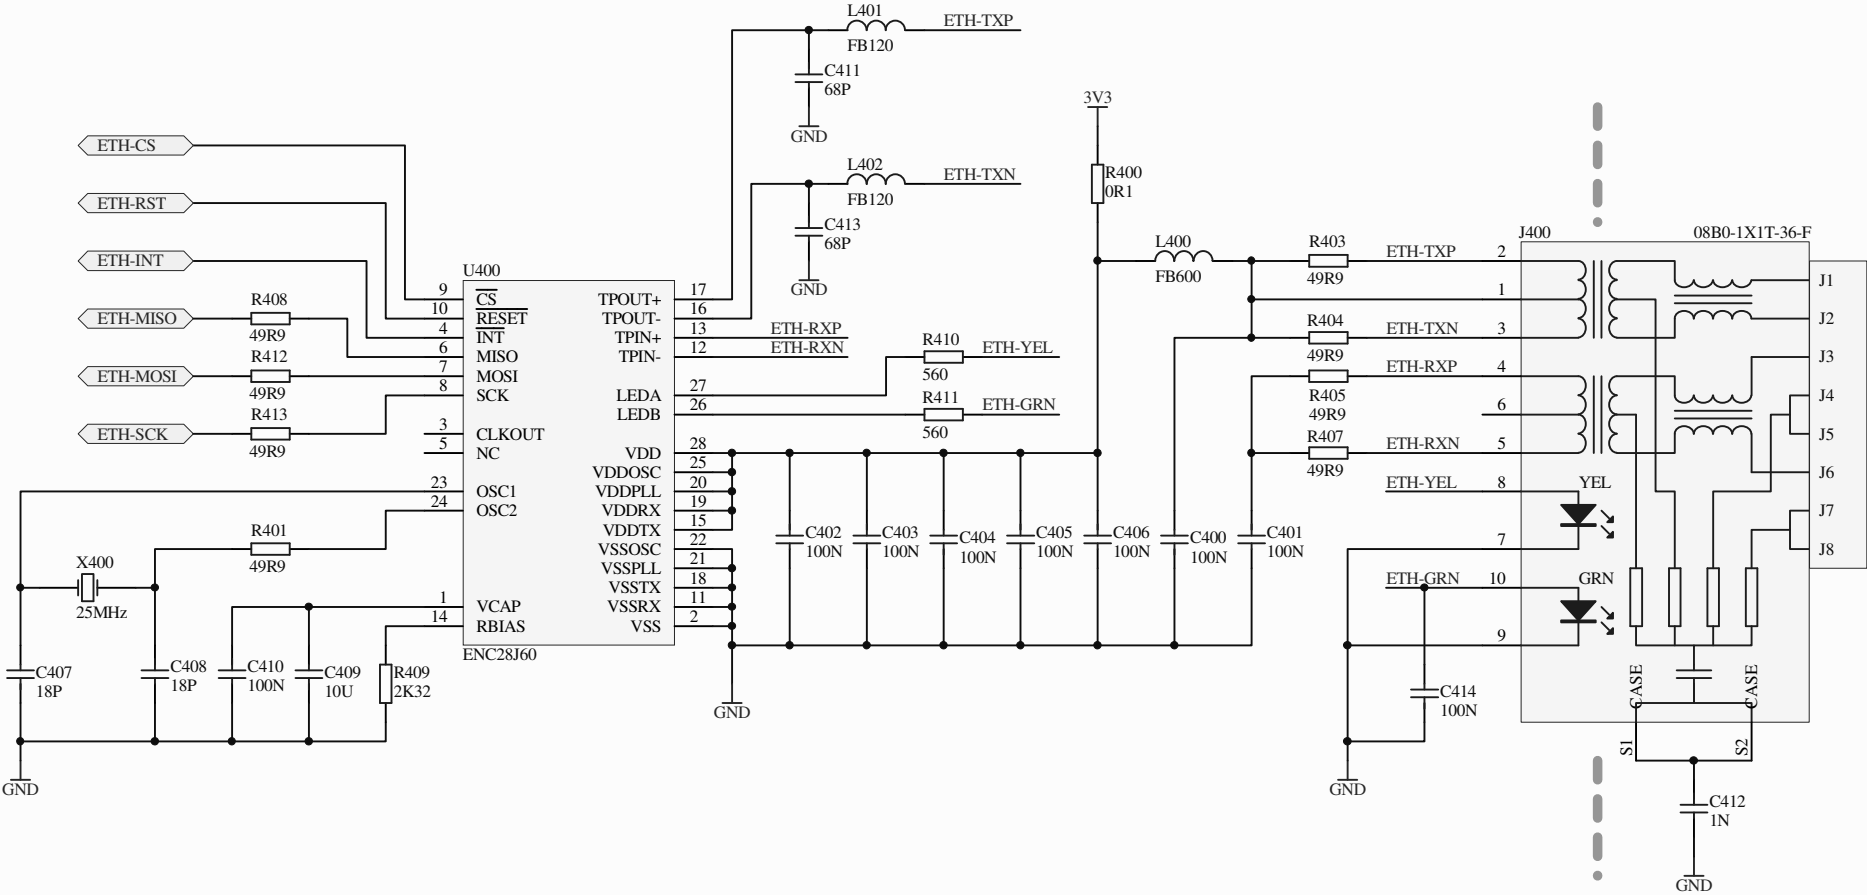 L401
ETH-TXP
FB120
C411
68P
GND
3V3
ETH-CS
L402
ETH-TXN
R400
0R1
FB120
ETH-RST
C413
68P
GND
J400
08B0-1X1T-36-F
L400
FB600
R403
49R9
ETH-TXP
2
ETH-INT
U400
ENC28J60
9
CS
10
RESET
4
INT
6
MISO
7
MOSI
8
SCK
3
CLKOUT
5
NC
23
OSC1
24
OSC2
1
VCAP
14
RBIAS
TPOUT+
17
TPOUT-
16
TPIN+
13
ETH-RXP
TPIN-
12
ETH-RXN
LEDA
27
LEDB
26
VDD
28
VDDOSC
25
VDDPLL
20
VDDRX
19
VDDTX
15
VSSOSC
22
VSSPLL
21
VSSTX
18
VSSRX
11
VSS
2
ETH-MISO
R408
49R9
ETH-MOSI
R412
49R9
ETH-SCK
R413
49R9
R401
49R9
X400
25MHz
C407
18P
C408
18P
C410
100N
C409
10U
R409
2K32
GND
R410
560
ETH-YEL
R411
560
ETH-GRN
C402
100N
C403
100N
C404
100N
C405
100N
C406
100N
C400
100N
C401
100N
GND
1
R404
49R9
ETH-TXN
3
R405
49R9
ETH-RXP
4
6
R407
49R9
ETH-RXN
5
ETH-YEL
8
YEL
7
ETH-GRN
10
GRN
9
C414
100N
GND
J1
J2
J3
J4
J5
J6
J7
J8
CASE
CASE
S1
S2
C412
1N
GND